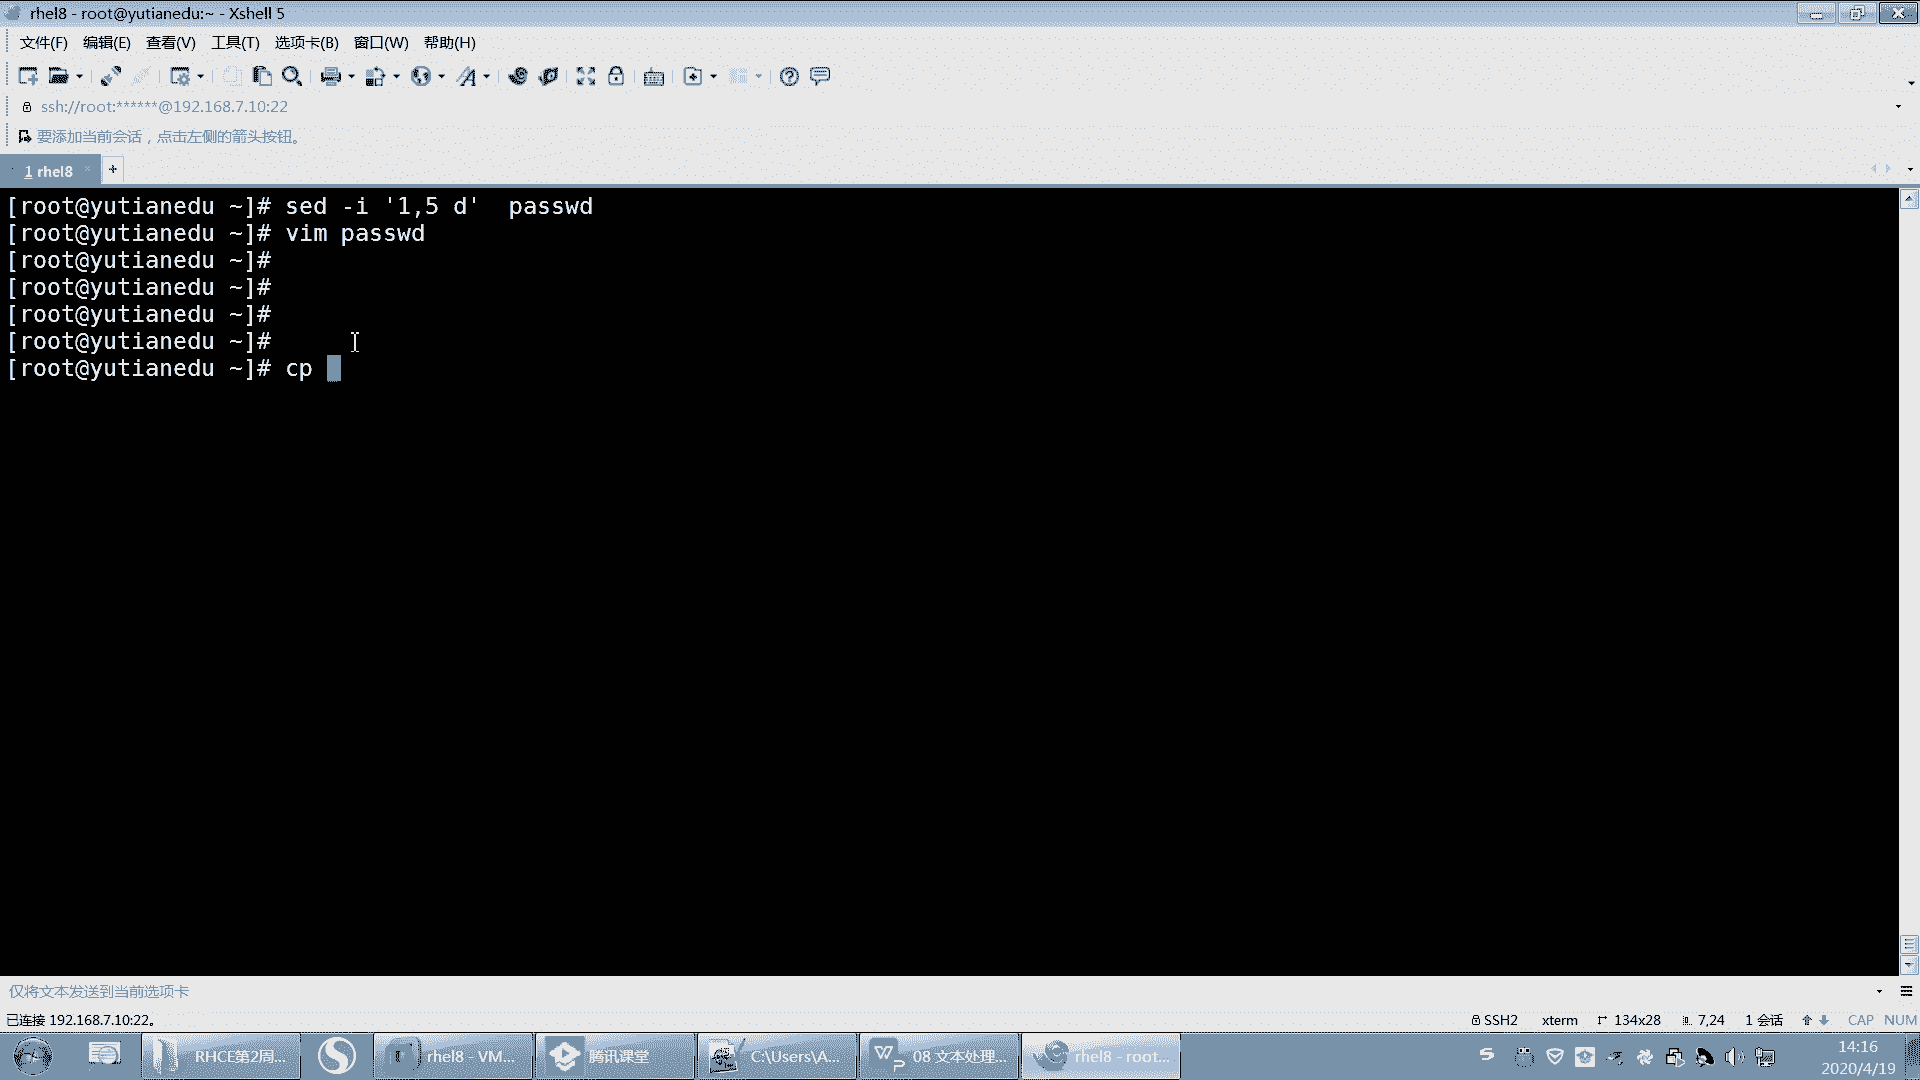 rhel8 - root@yutianedu:~ - Xshell 5
文件(F) 编辑(E) 查看(V) 工具(T) 选项卡(B) 窗口(W) 帮助(H)
ssh://root:******@192.168.7.10:22
要添加当前会话，点击左侧的箭头按钮。
1 rhel8 × +
[root@yutianedu ~]# sed -i '1,5 d'  passwd
[root@yutianedu ~]# vim passwd
[root@yutianedu ~]#
[root@yutianedu ~]#
[root@yutianedu ~]#
[root@yutianedu ~]#
[root@yutianedu ~]# cp
仅将文本发送到当前选项卡
已连接 192.168.7.10:22。 SSH2 xterm 134x28 7,24 1 会话 CAP NUM
RHCE第2周... rhel8 - VM... 腾讯课堂 C:\Users\A... 08 文本处理... rhel8 - root... 14:16
2020/4/19